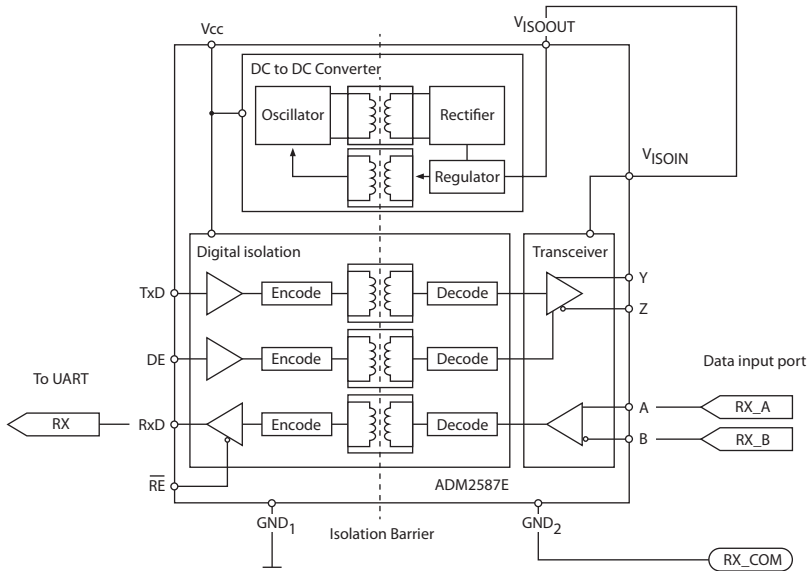 Vcc
VISOOUT
DC to DC Converter
Oscillator
Rectifier
Regulator
VISOIN
Digital isolation
Transceiver
TxD
Encode
Decode
Y
Z
DE
Encode
Decode
To UART
Data input port
RX
RxD
Encode
Decode
A
RX_A
B
RX_B
RE
ADM2587E
GND1
Isolation Barrier
GND2
RX_COM